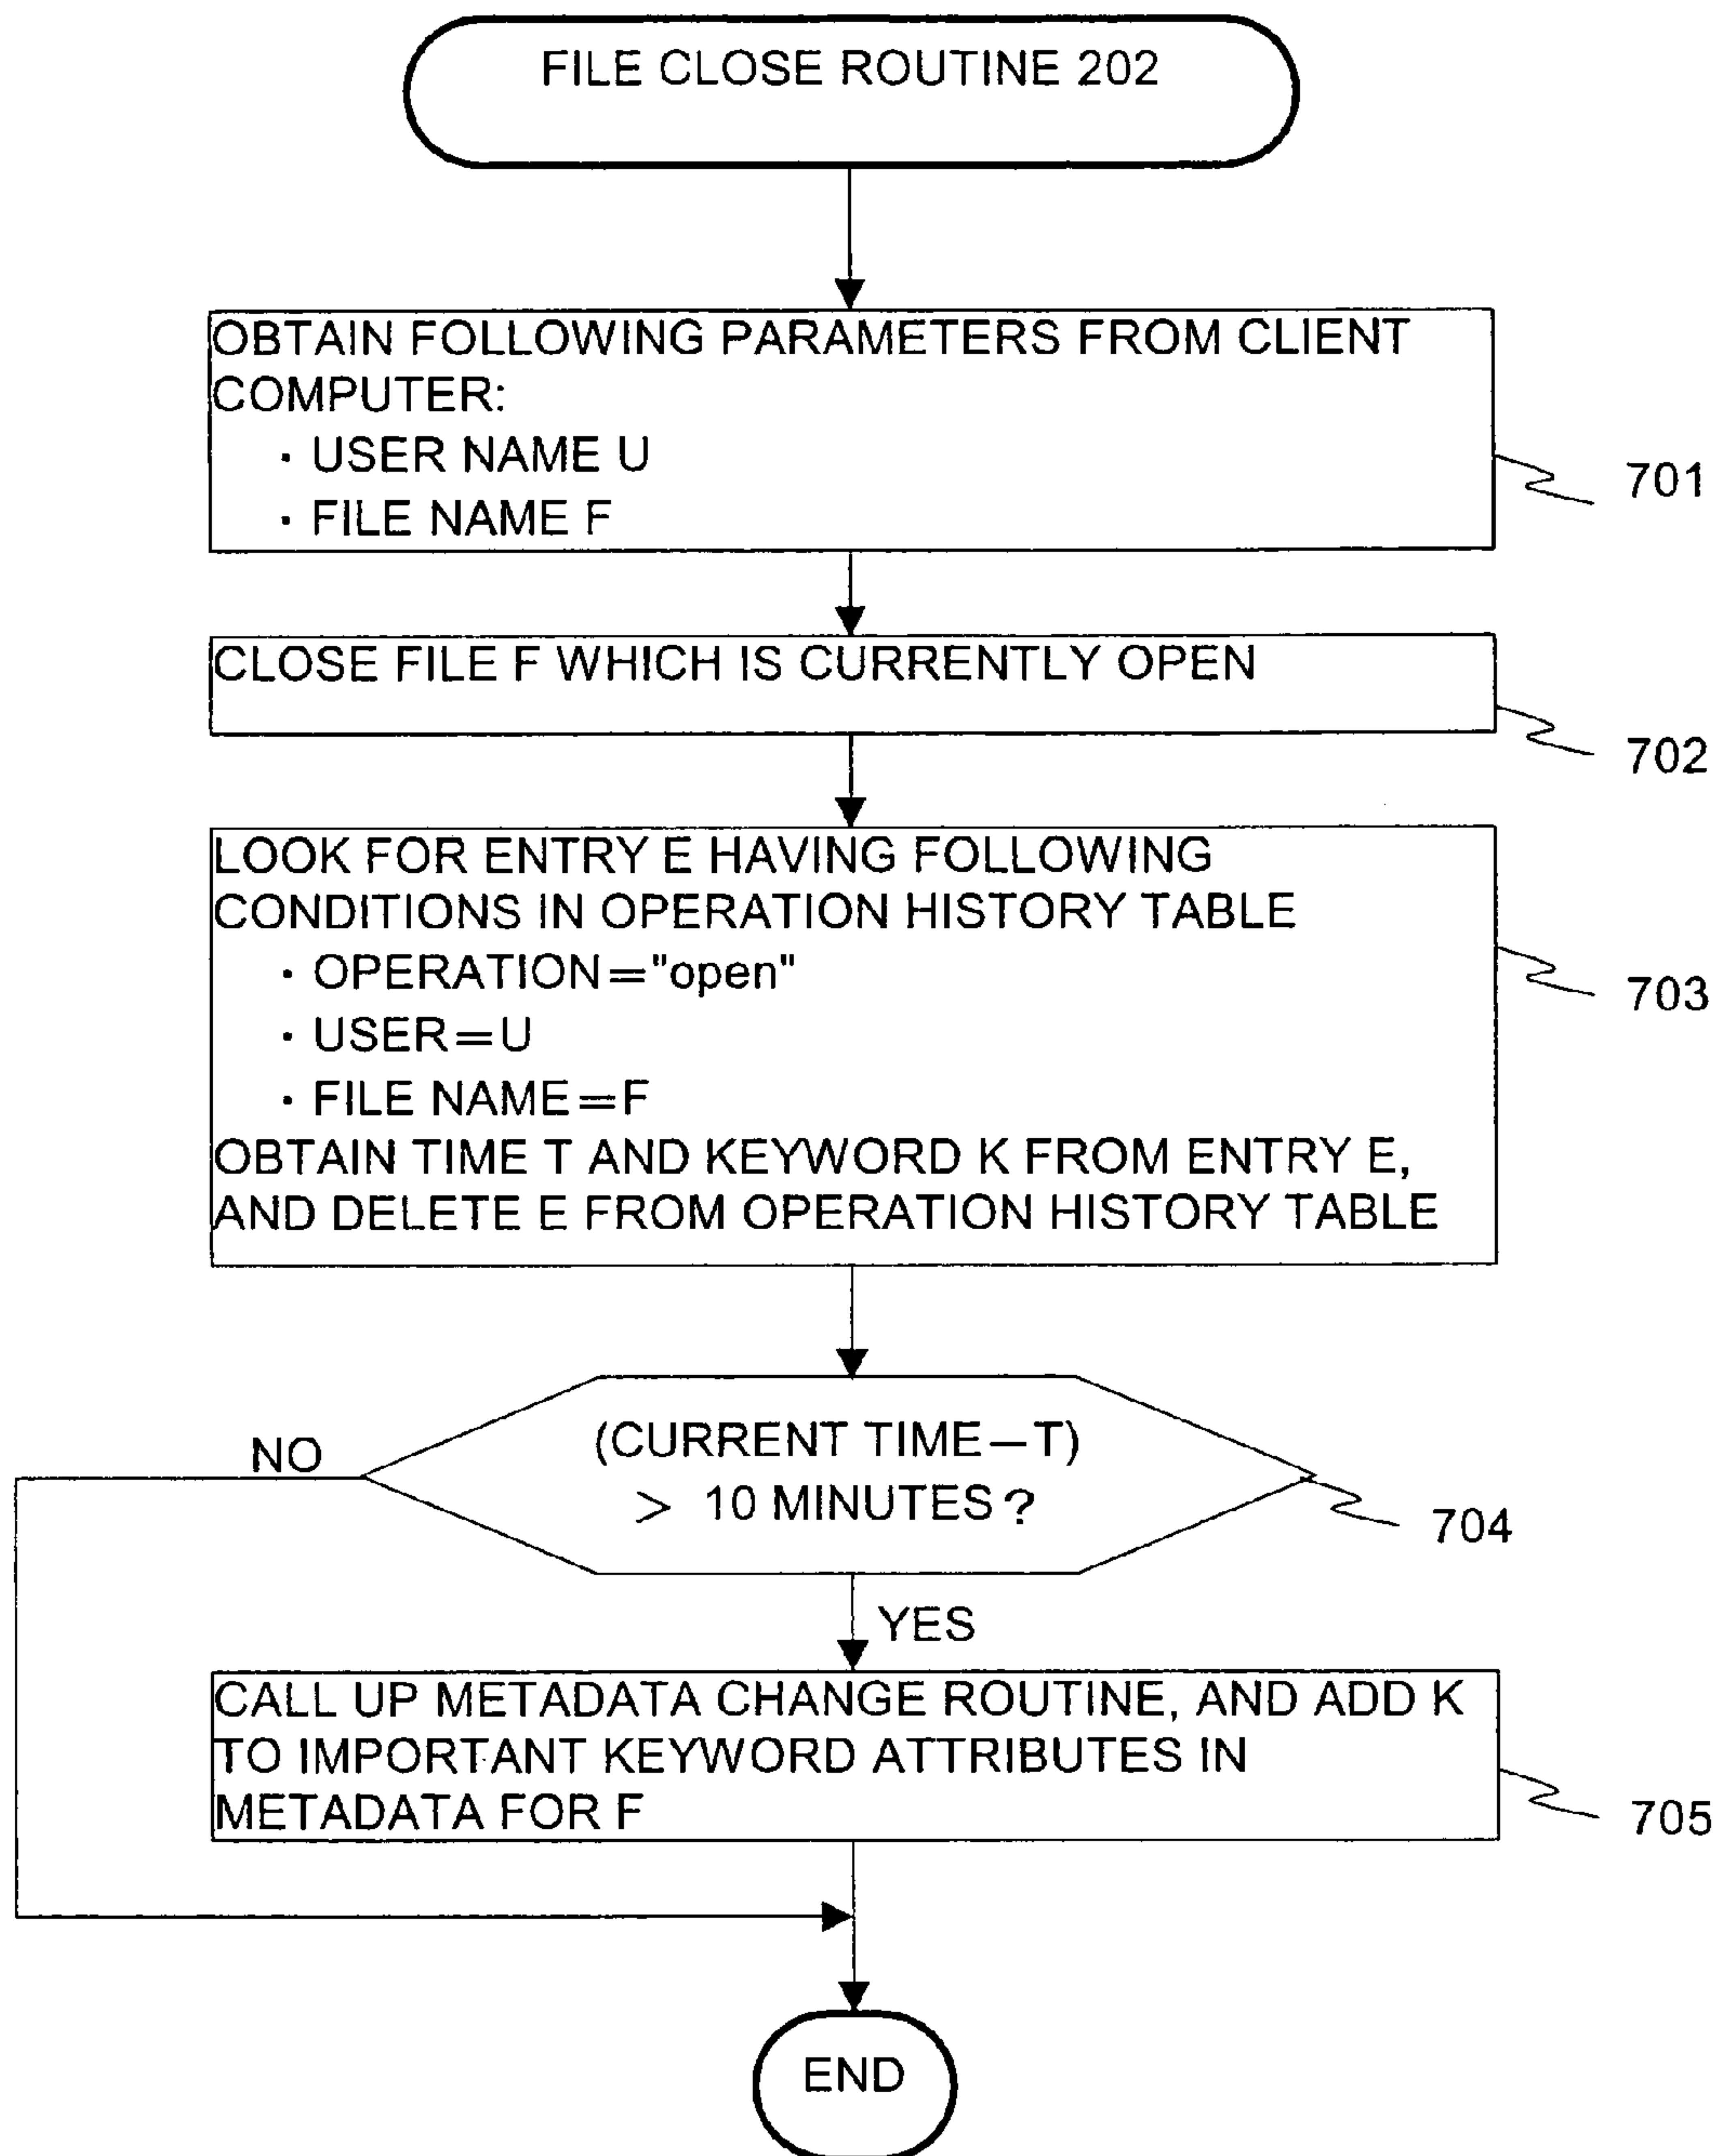 FILE CLOSE ROUTINE 202
OBTAIN FOLLOWING PARAMETERS FROM CLIENT
COMPUTER:
・USER NAME U
・FILE NAME F
701
CLOSE FILE F WHICH IS CURRENTLY OPEN
702
LOOK FOR ENTRY E HAVING FOLLOWING
CONDITIONS IN OPERATION HISTORY TABLE
・OPERATION="open"
・USER=U
・FILE NAME=F
OBTAIN TIME T AND KEYWORD K FROM ENTRY E,
AND DELETE E FROM OPERATION HISTORY TABLE
703
(CURRENT TIME—T)
> 10 MINUTES?
NO
704
YES
CALL UP METADATA CHANGE ROUTINE, AND ADD K
TO IMPORTANT KEYWORD ATTRIBUTES IN
METADATA FOR F
705
END